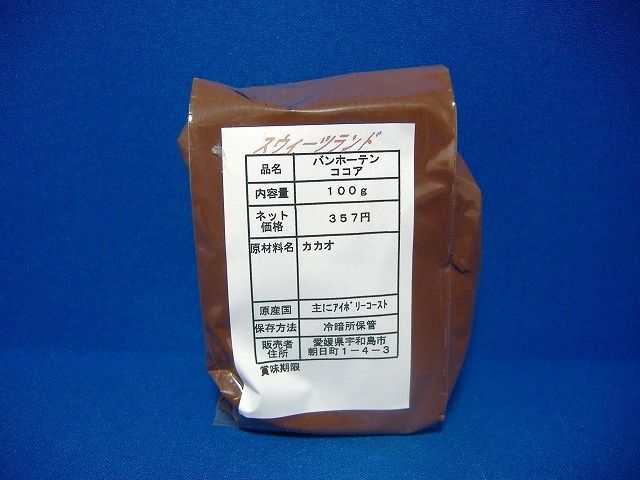 スウィーツランド
品名 バンホーテン
ココア
内容量 １００ｇ
ネット
価格 ３５７円
原材料名 カカオ
原産国 主にｱｲﾎﾞﾘｰｺｰｽﾄ
保存方法 冷暗所保管
販売者
住所 愛媛県宇和島市
朝日町１－４－３
賞味期限